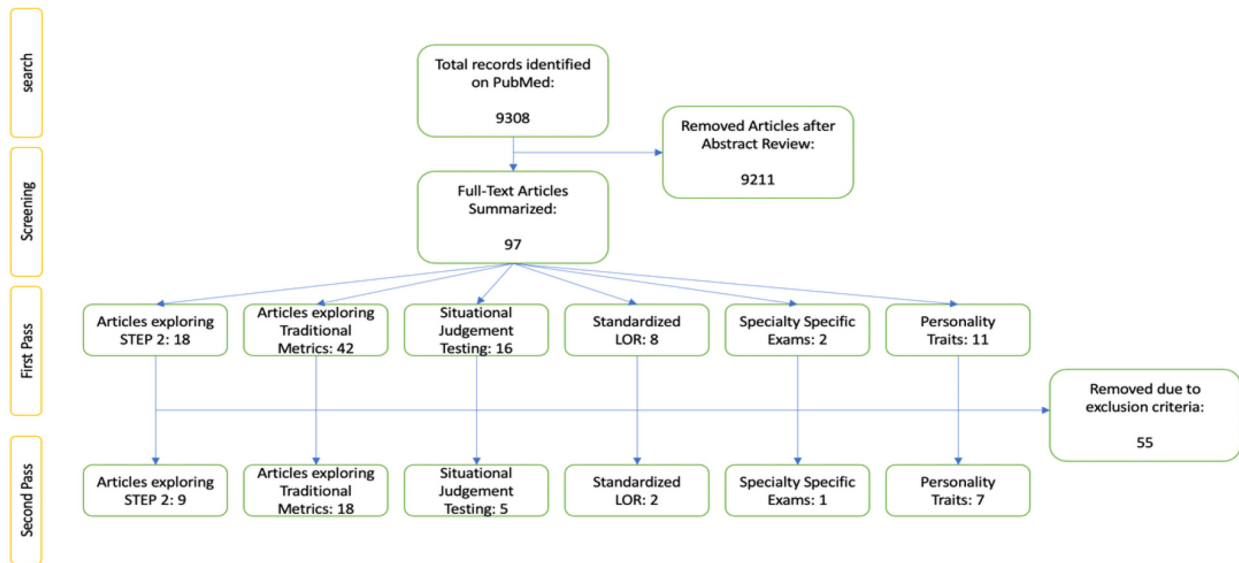 search
Total records identified
on PubMed:
9308
Removed Articles after
Abstract Review:
9211
Screening
Full-Text Articles
Summarized:
97
First Pass
Articles exploring
STEP 2: 18
Articles exploring
Traditional
Metrics: 42
Situational
Judgement
Testing: 16
Standardized
LOR: 8
Specialty Specific
Exams: 2
Personality
Traits: 11
Removed due to
exclusion criteria:
55
Second Pass
Articles exploring
STEP 2: 9
Articles exploring
Traditional
Metrics: 18
Situational
Judgement
Testing: 5
Standardized
LOR: 2
Specialty Specific
Exams: 1
Personality
Traits: 7